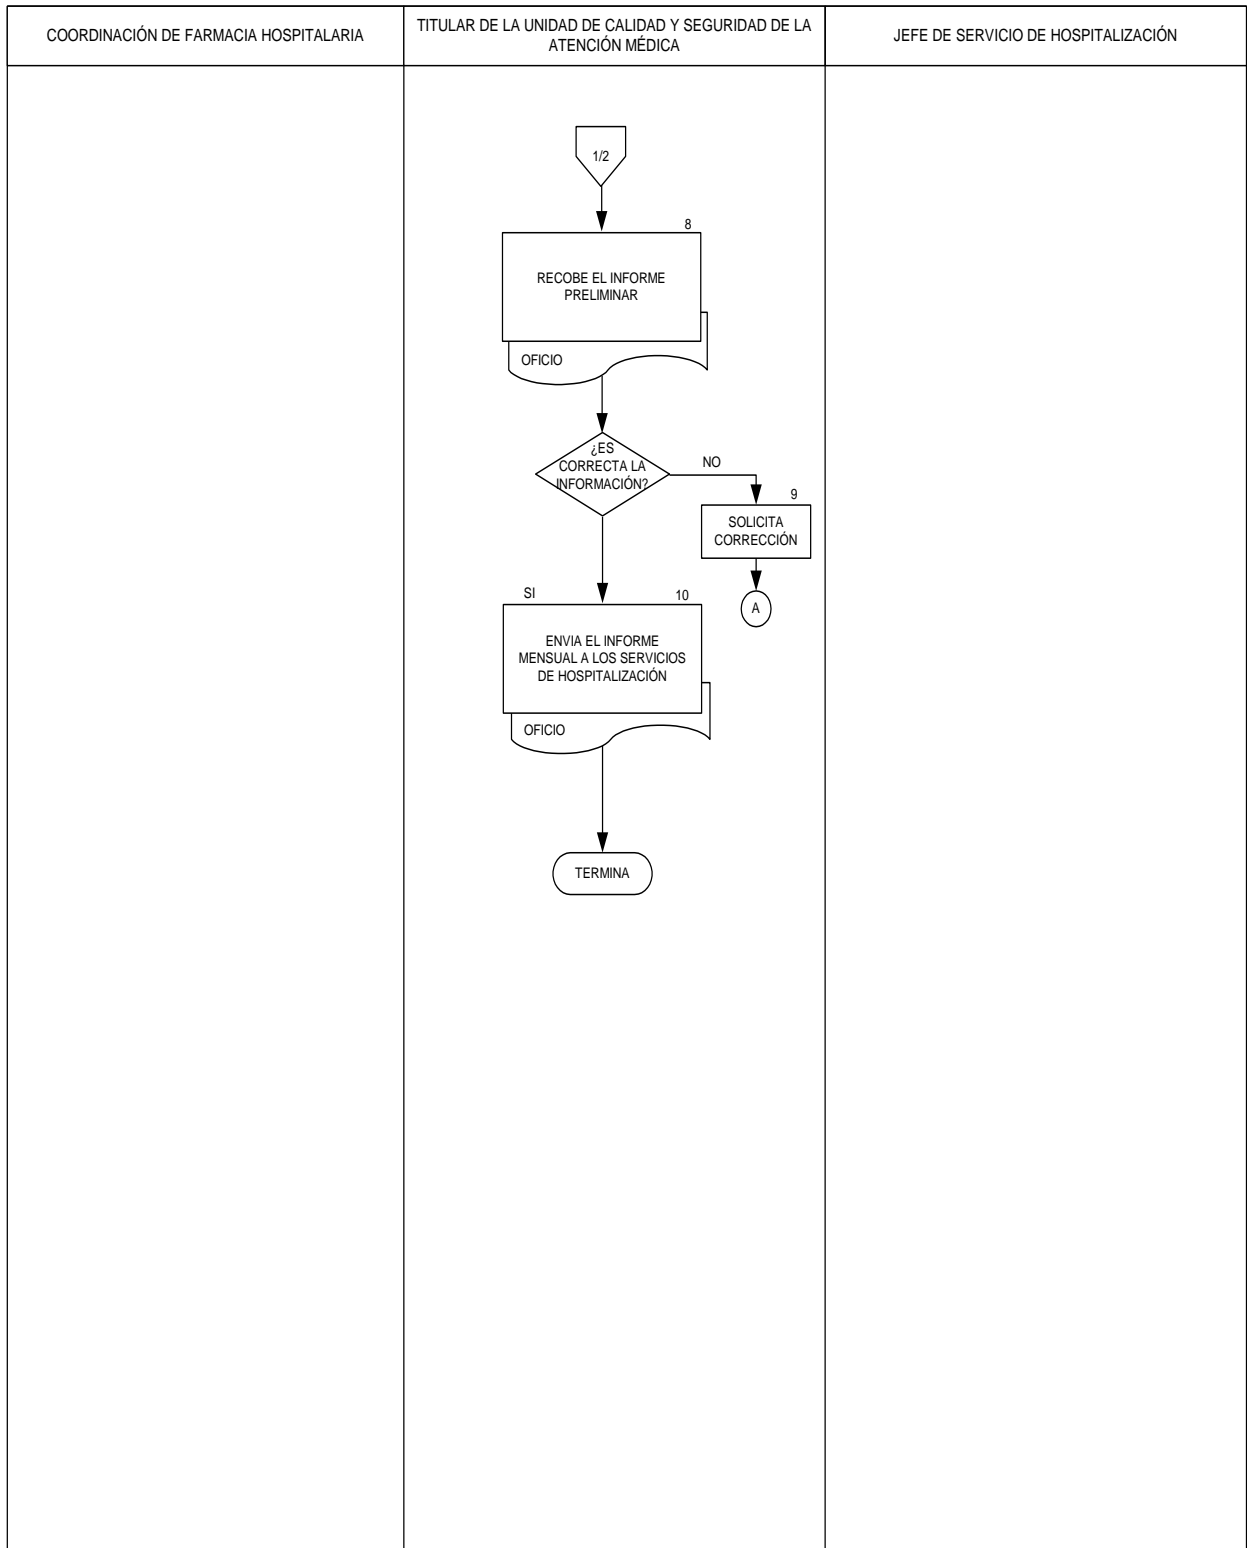 COORDINACIÓN DE FARMACIA HOSPITALARIA
TITULAR DE LA UNIDAD DE CALIDAD Y SEGURIDAD DE LA
ATENCIÓN MÉDICA
JEFE DE SERVICIO DE HOSPITALIZACIÓN
1/2
8
RECOBE EL INFORME
PRELIMINAR
OFICIO
¿ES
CORRECTA LA
INFORMACIÓN?
NO
9
SOLICITA
CORRECCIÓN
A
SI
10
ENVIA EL INFORME
MENSUAL A LOS SERVICIOS
DE HOSPITALIZACIÓN
OFICIO
TERMINA